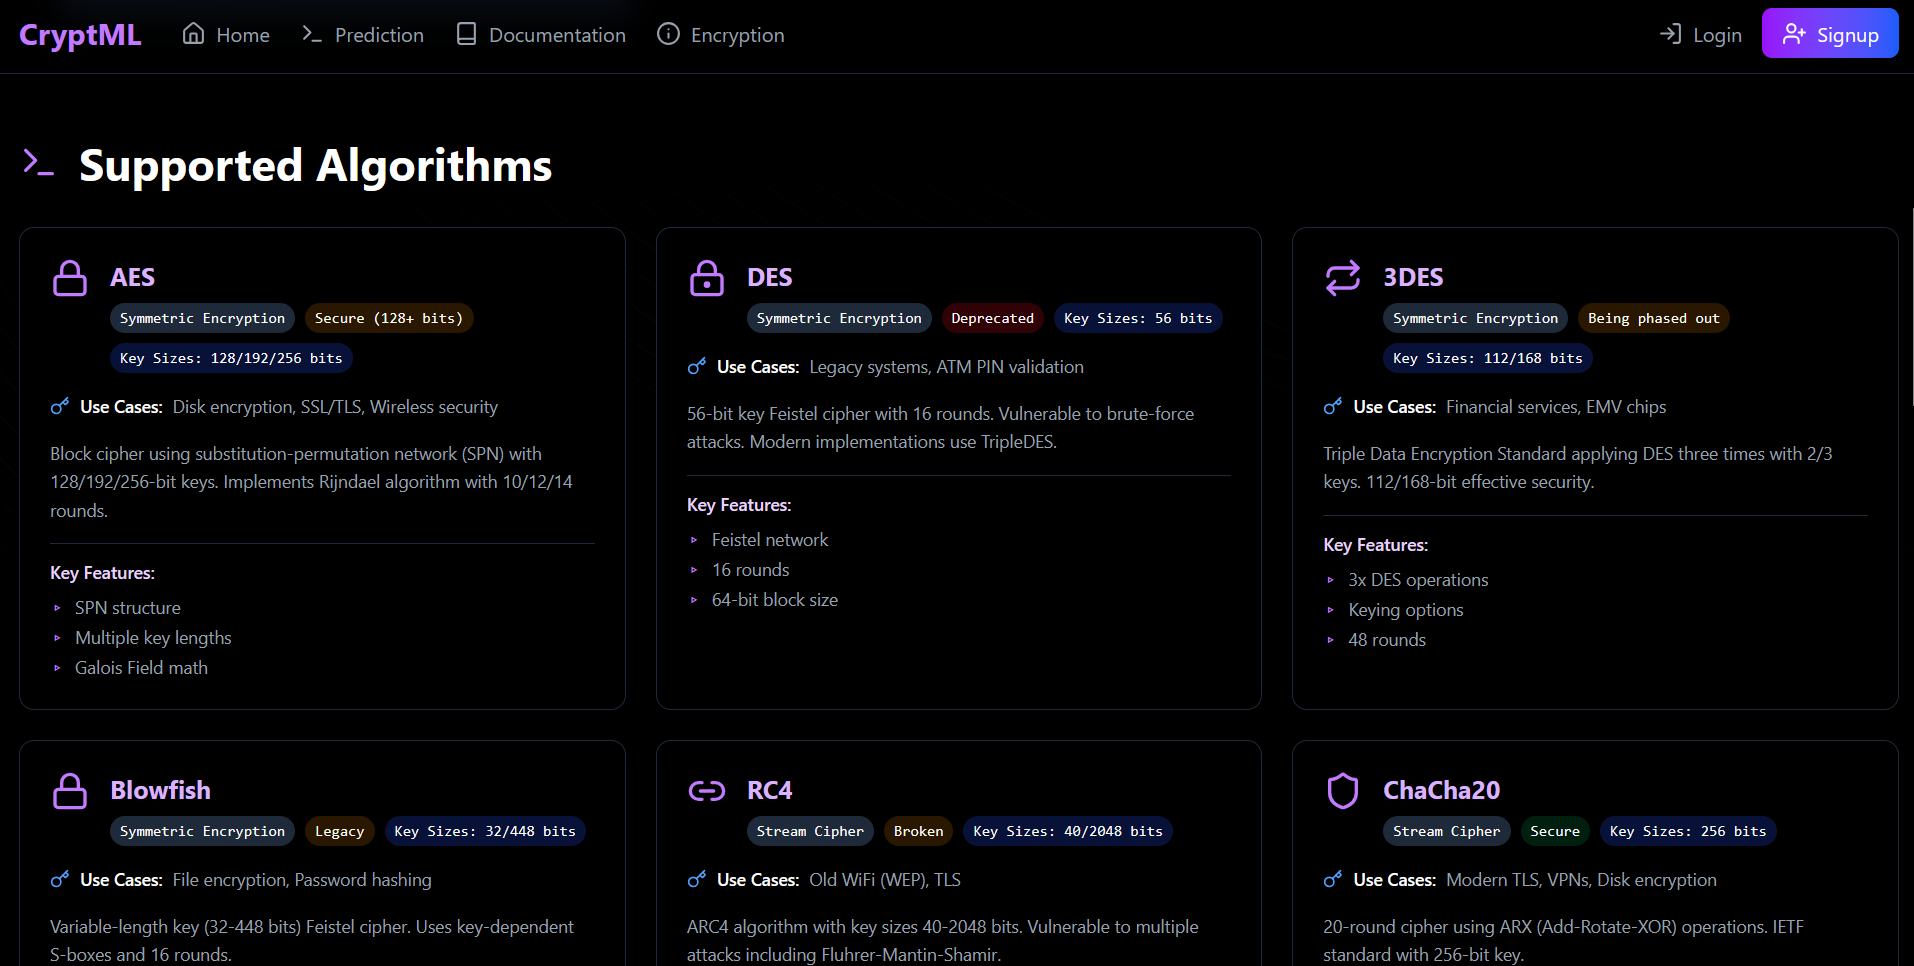 CryptML Home Prediction Documentation Encryption Login Signup
Supported Algorithms
AES
Symmetric Encryption Secure (128+ bits)
Key Sizes: 128/192/256 bits
Use Cases: Disk encryption, SSL/TLS, Wireless security
Block cipher using substitution-permutation network (SPN) with
128/192/256-bit keys. Implements Rijndael algorithm with 10/12/14
rounds.
Key Features:
SPN structure
Multiple key lengths
Galois Field math
DES
Symmetric Encryption Deprecated Key Sizes: 56 bits
Use Cases: Legacy systems, ATM PIN validation
56-bit key Feistel cipher with 16 rounds. Vulnerable to brute-force
attacks. Modern implementations use TripleDES.
Key Features:
Feistel network
16 rounds
64-bit block size
3DES
Symmetric Encryption Being phased out
Key Sizes: 112/168 bits
Use Cases: Financial services, EMV chips
Triple Data Encryption Standard applying DES three times with 2/3
keys. 112/168-bit effective security.
Key Features:
3x DES operations
Keying options
48 rounds
Blowfish
Symmetric Encryption Legacy Key Sizes: 32/448 bits
Use Cases: File encryption, Password hashing
Variable-length key (32-448 bits) Feistel cipher. Uses key-dependent
S-boxes and 16 rounds.
RC4
Stream Cipher Broken Key Sizes: 40/2048 bits
Use Cases: Old WiFi (WEP), TLS
ARC4 algorithm with key sizes 40-2048 bits. Vulnerable to multiple
attacks including Fluhrer-Mantin-Shamir.
ChaCha20
Stream Cipher Secure Key Sizes: 256 bits
Use Cases: Modern TLS, VPNs, Disk encryption
20-round cipher using ARX (Add-Rotate-XOR) operations. IETF
standard with 256-bit key.